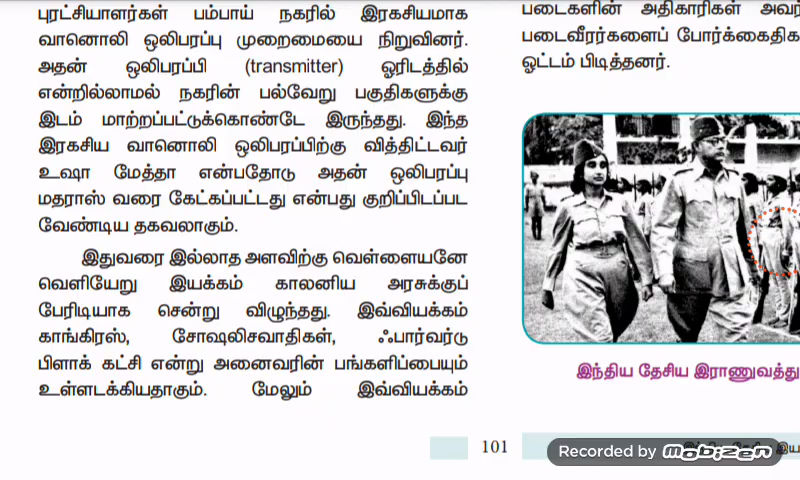 புரட்சியாளர்கள் பம்பாய் நகரில் இரகசியமாக
வானொலி ஒலிபரப்பு முறைமையை நிறுவினர்.
அதன் ஒலிபரப்பி (transmitter) ஓரிடத்தில்
என்றில்லாமல் நகரின் பல்வேறு பகுதிகளுக்கு
இடம் மாற்றப்பட்டுக்கொண்டே இருந்தது. இந்த
இரகசிய வானொலி ஒலிபரப்பிற்கு வித்திட்டவர்
உஷா மேத்தா என்பதோடு அதன் ஒலிபரப்பு
மதராஸ் வரை கேட்கப்பட்டது என்பது குறிப்பிடப்பட
வேண்டிய தகவலாகும்.
இதுவரை இல்லாத அளவிற்கு வெள்ளையனே
வெளியேறு இயக்கம் காலனிய அரசுக்குப்
பேரிடியாக சென்று விழுந்தது. இவ்வியக்கம்
காங்கிரஸ், சோஷலிசவாதிகள், ஃபார்வர்டு
பிளாக் கட்சி என்று அனைவரின் பங்களிப்பையும்
உள்ளடக்கியதாகும். மேலும் இவ்வியக்கம்
படைகளின் அதிகாரிகள் அவர்
படைவீரர்களைப் போர்க்கைதிக
ஓட்டம் பிடித்தனர்.
இந்திய தேசிய இராணுவத்து
101
Recorded by mobizen